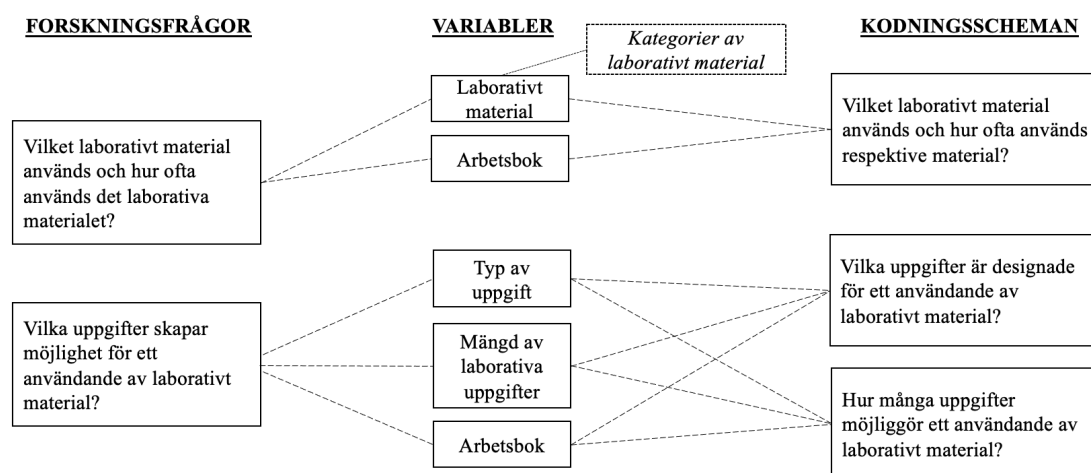 FORSKNINGSFRÅGOR
Vilket laborativt material
används och hur ofta
används det laborativa
materialet?
Vilka uppgifter skapar
möjlighet för ett
användande av laborativt
material?
VARIABLER
Kategorier av
laborativt material
Laborativt
material
Arbetsbok
Typ av
uppgift
Mängd av
laborativa
uppgifter
Arbetsbok
KODNINGSSCHEMAN
Vilket laborativt material
används och hur ofta används
respektive material?
Vilka uppgifter är designade
för ett användande av
laborativt material?
Hur många uppgifter
möjliggör ett användande av
laborativt material?